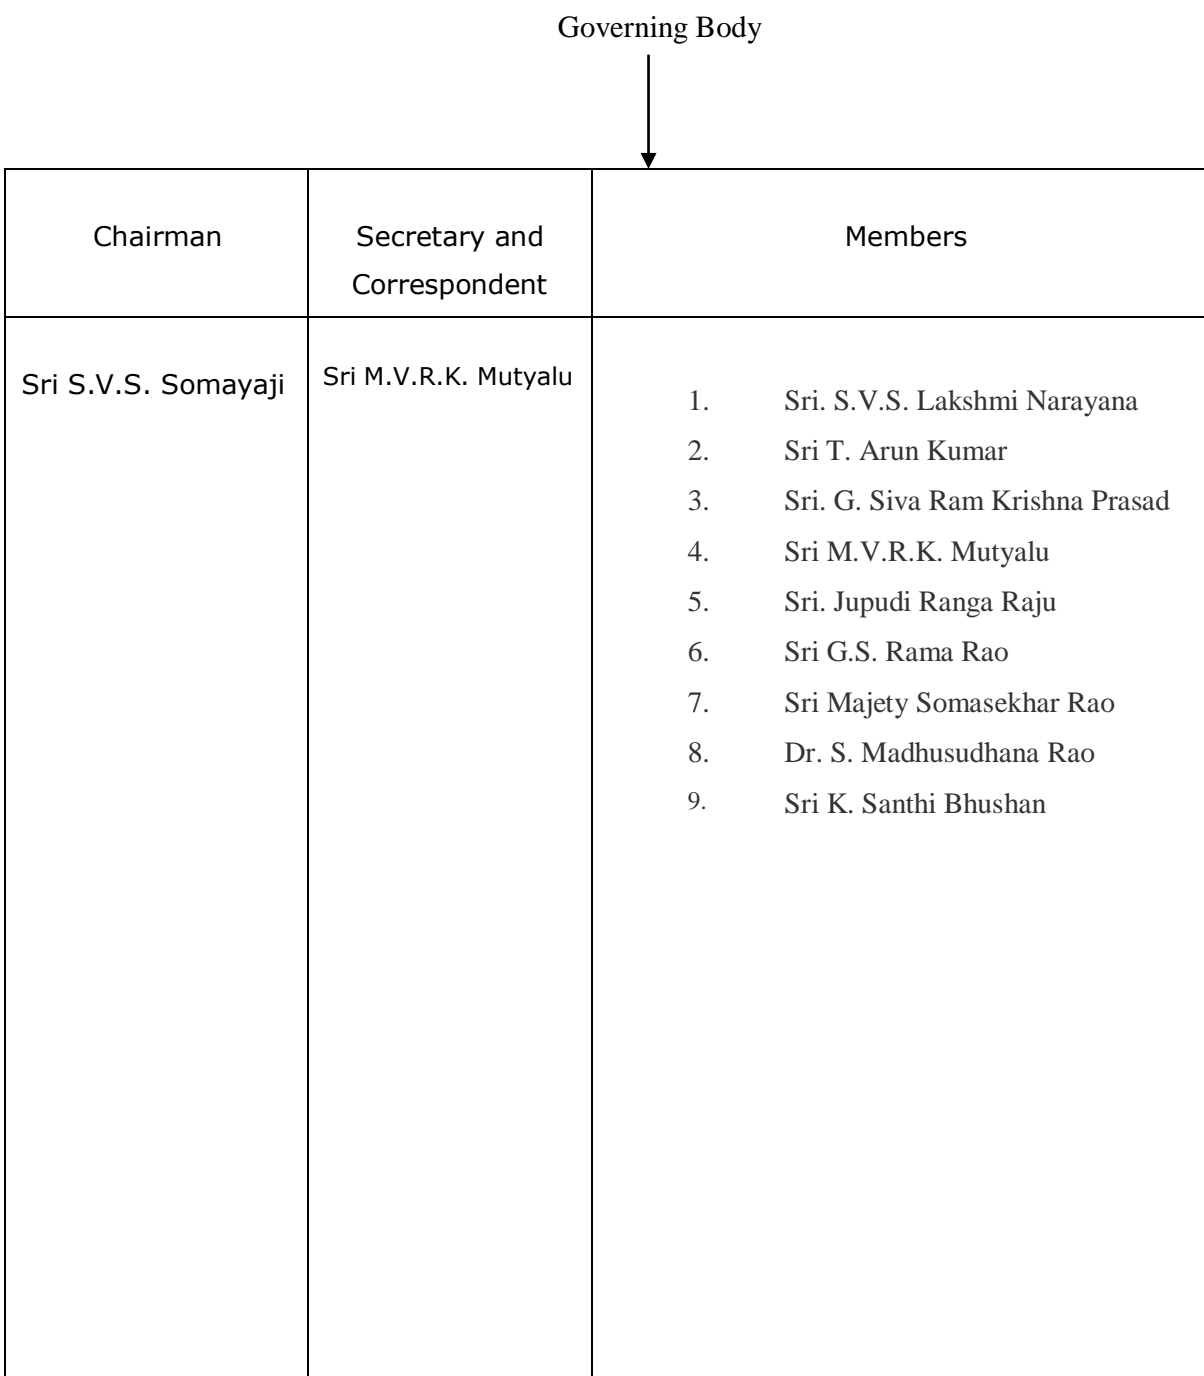 Governing Body
Chairman
Secretary and
Correspondent
Members
Sri S.V.S. Somayaji
Sri M.V.R.K. Mutyalu
1. Sri. S.V.S. Lakshmi Narayana
2. Sri T. Arun Kumar
3. Sri. G. Siva Ram Krishna Prasad
4. Sri M.V.R.K. Mutyalu
5. Sri. Jupudi Ranga Raju
6. Sri G.S. Rama Rao
7. Sri Majety Somasekhar Rao
8. Dr. S. Madhusudhana Rao
9. Sri K. Santhi Bhushan